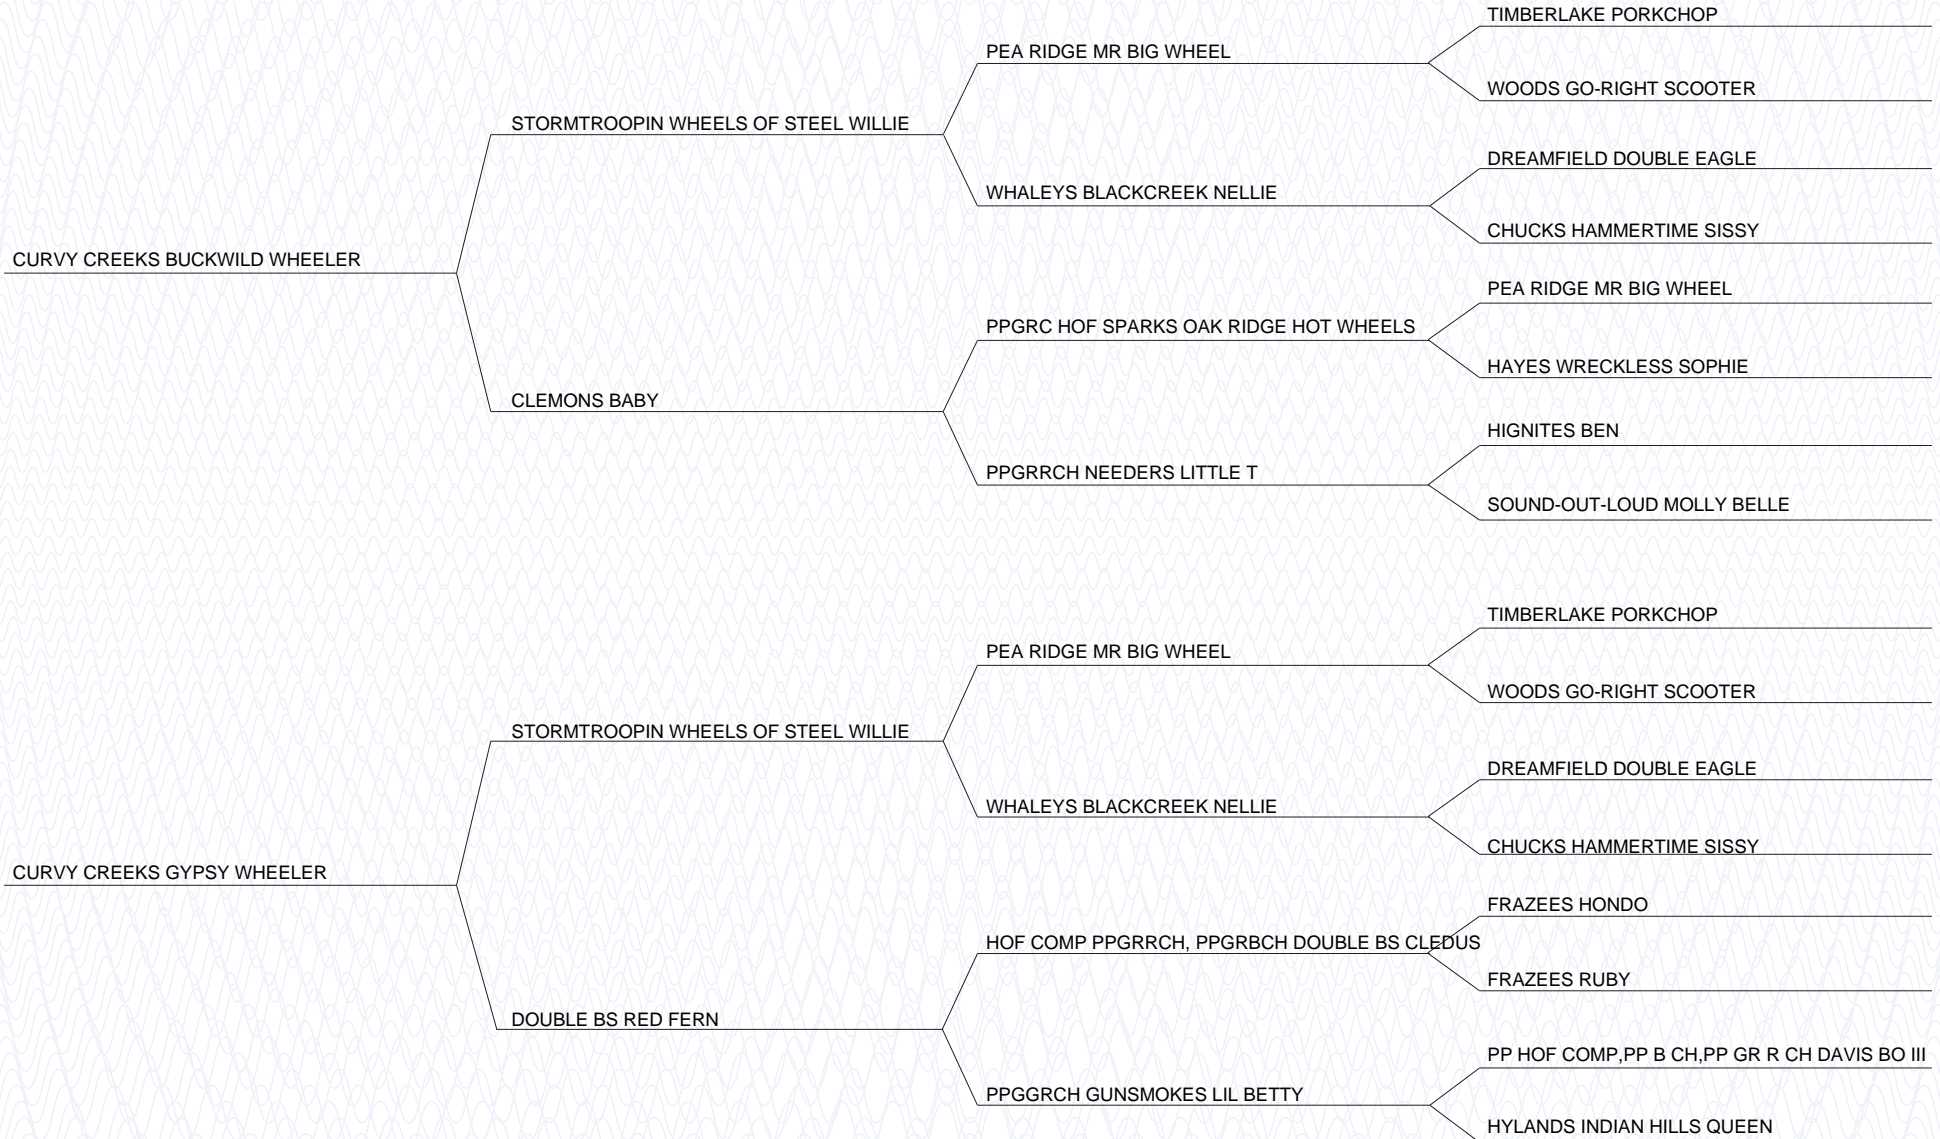 TIMBERLAKE PORKCHOP
PEA RIDGE MR BIG WHEEL
WOODS GO-RIGHT SCOOTER
STORMTROOPIN WHEELS OF STEEL WILLIE
DREAMFIELD DOUBLE EAGLE
WHALEYS BLACKCREEK NELLIE
CHUCKS HAMMERTIME SISSY
CURVY CREEKS BUCKWILD WHEELER
PEA RIDGE MR BIG WHEEL
PPGRC HOF SPARKS OAK RIDGE HOT WHEELS
HAYES WRECKLESS SOPHIE
CLEMONS BABY
HIGNITES BEN
PPGRRCH NEEDERS LITTLE T
SOUND-OUT-LOUD MOLLY BELLE
TIMBERLAKE PORKCHOP
PEA RIDGE MR BIG WHEEL
WOODS GO-RIGHT SCOOTER
STORMTROOPIN WHEELS OF STEEL WILLIE
DREAMFIELD DOUBLE EAGLE
WHALEYS BLACKCREEK NELLIE
CHUCKS HAMMERTIME SISSY
CURVY CREEKS GYPSY WHEELER
FRAZEES HONDO
HOF COMP PPGRRCH, PPGRBCH DOUBLE BS CLEDUS
FRAZEES RUBY
DOUBLE BS RED FERN
PP HOF COMP,PP B CH,PP GR R CH DAVIS BO III
PPGGRCH GUNSMOKES LIL BETTY
HYLANDS INDIAN HILLS QUEEN